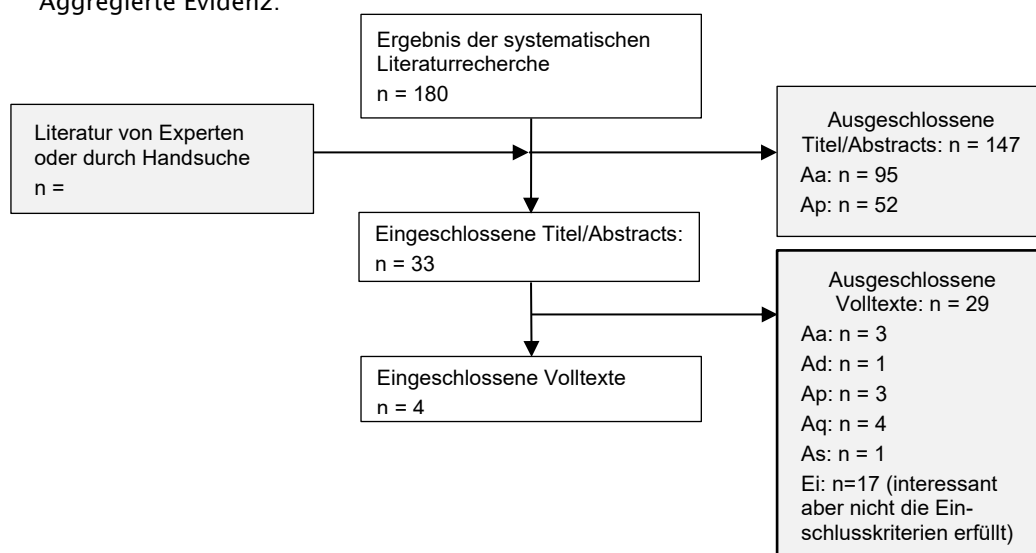 Aggregierte Evidenz:
Ergebnis der systematischen
Literaturrecherche
n = 180
Literatur von Experten
oder durch Handsuche
n =
Ausgeschlossene
Titel/Abstracts: n = 147
Aa: n = 95
Ap: n = 52
Eingeschlossene Titel/Abstracts:
n = 33
Ausgeschlossene
Volltexte: n = 29
Aa: n = 3
Ad: n = 1
Ap: n = 3
Aq: n = 4
As: n = 1
Ei: n=17 (interessant
aber nicht die Ein-
schlusskriterien erfüllt)
Eingeschlossene Volltexte
n = 4